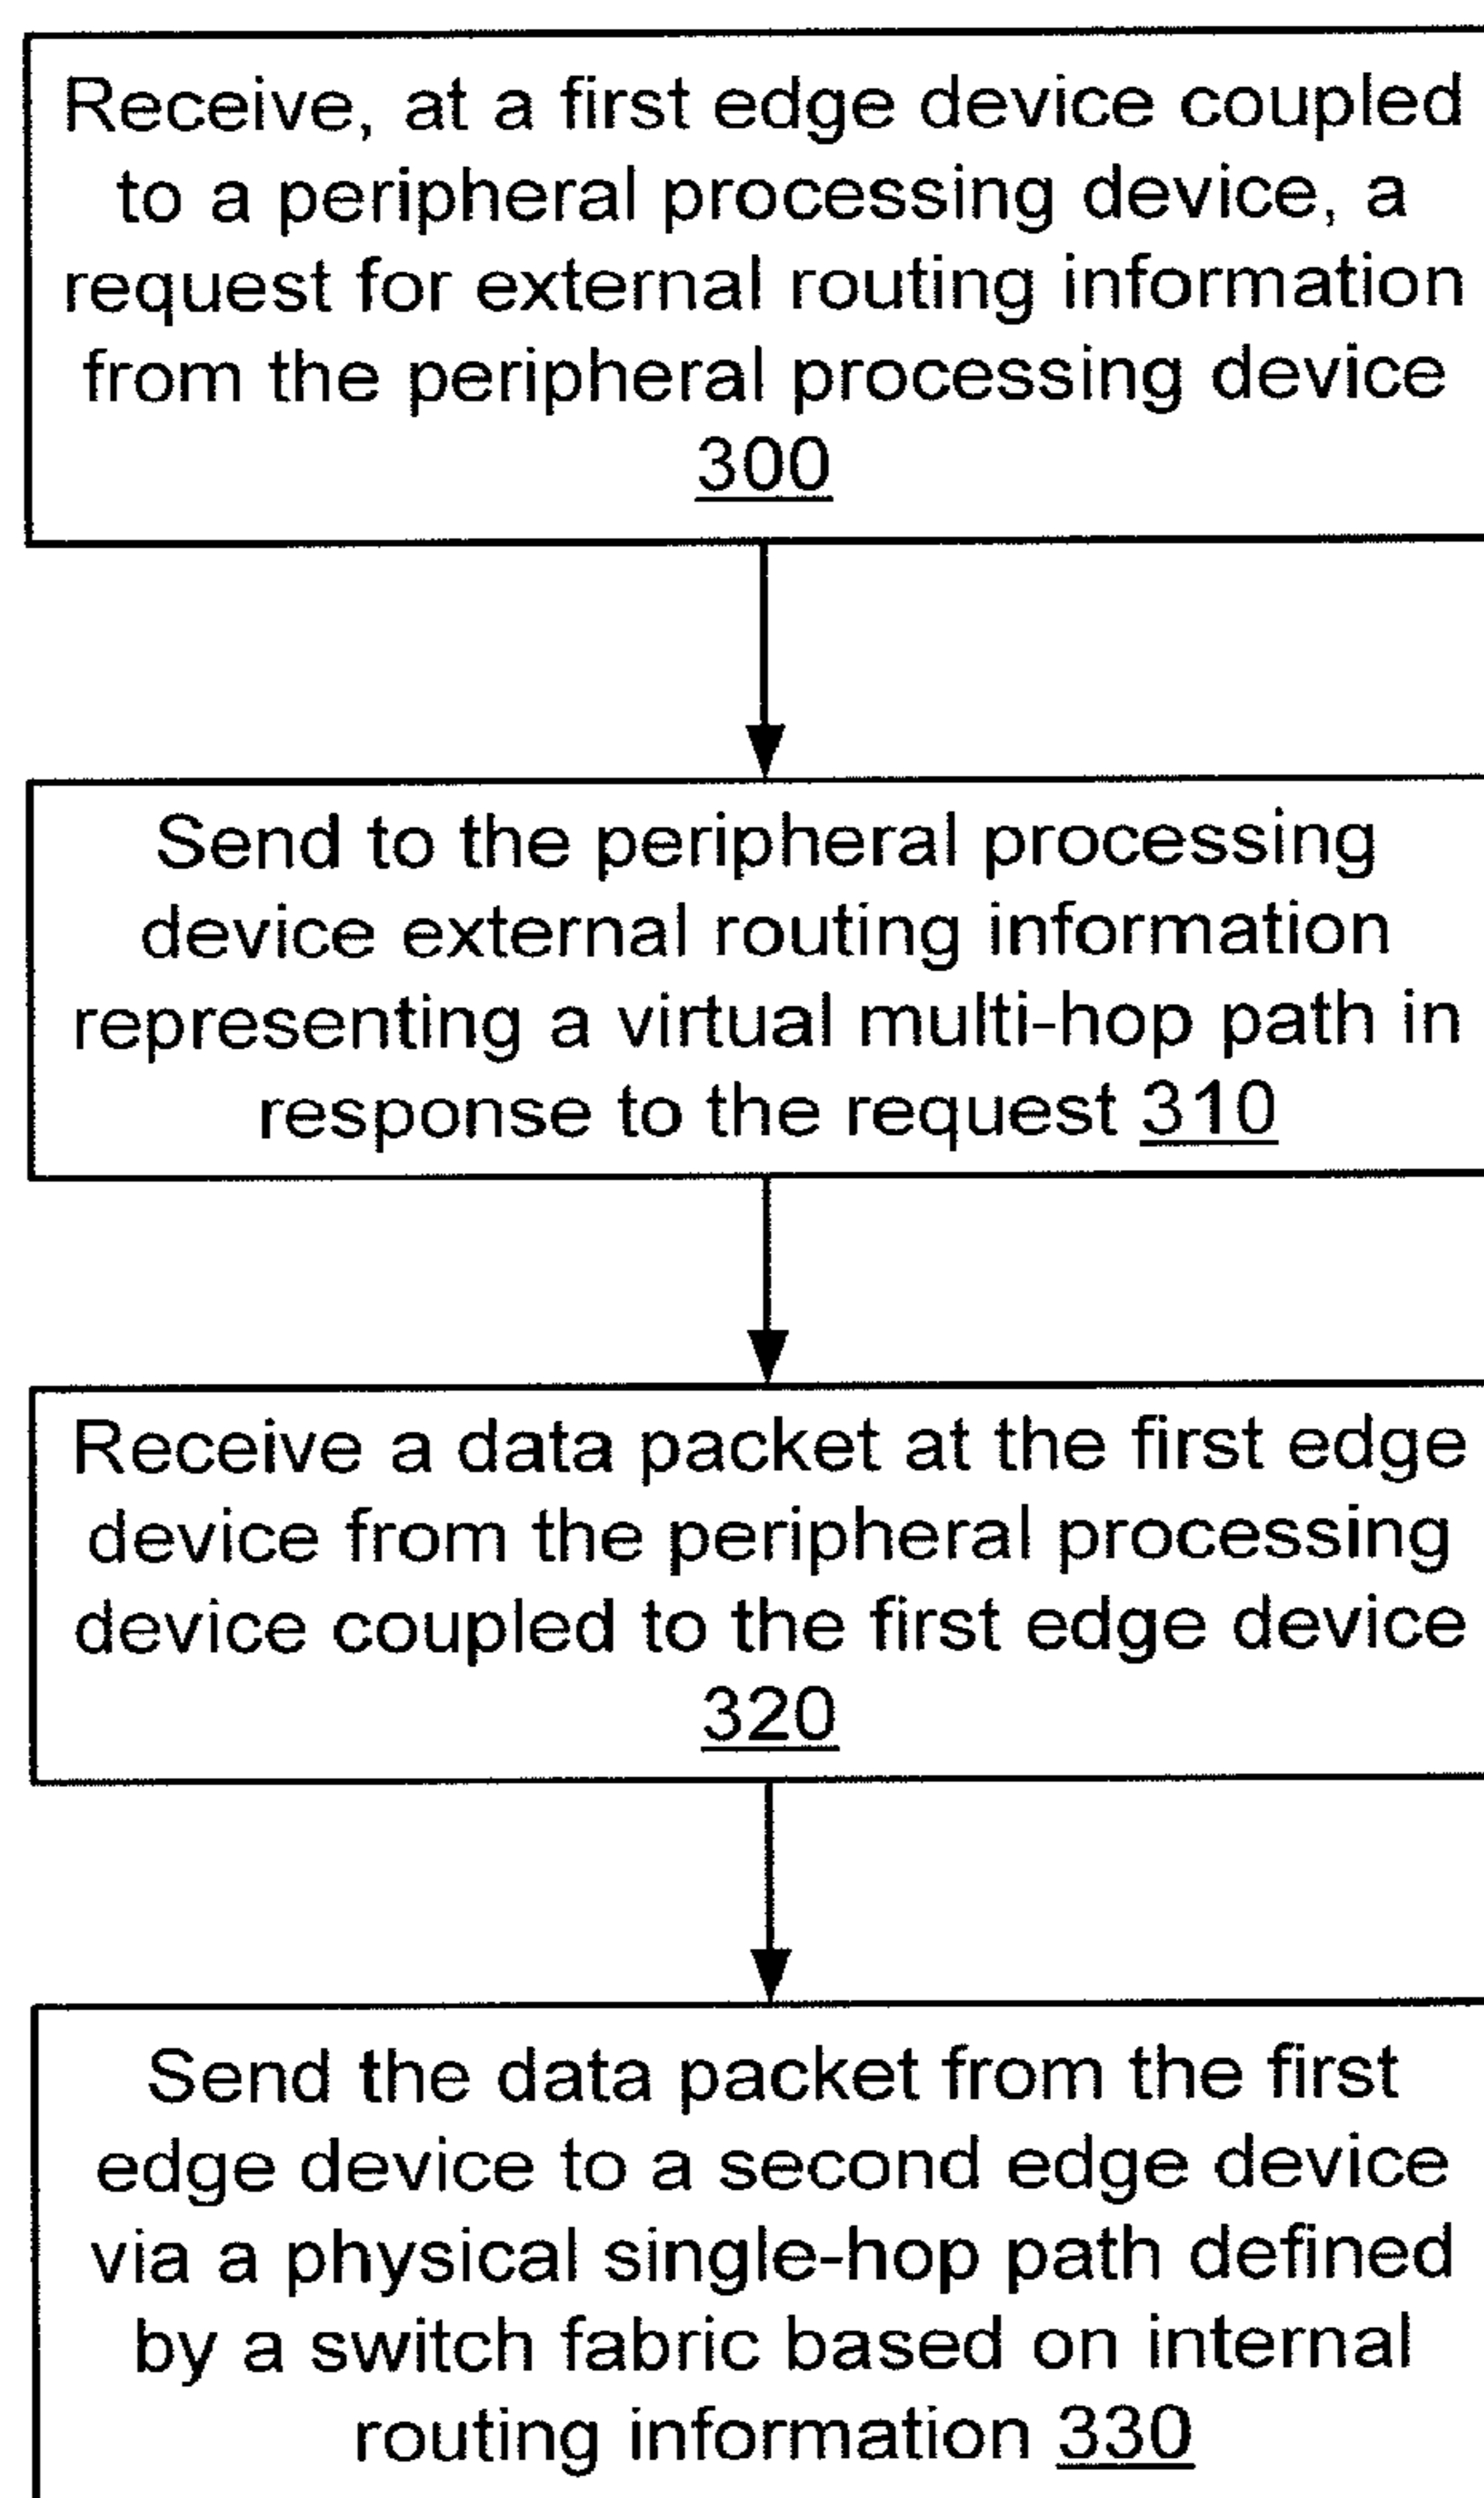 Receive, at a first edge device coupled
to a peripheral processing device, a
request for external routing information
from the peripheral processing device
300
Send to the peripheral processing
device external routing information
representing a virtual multi-hop path in
response to the request 310
Receive a data packet at the first edge
device from the peripheral processing
device coupled to the first edge device
320
Send the data packet from the first
edge device to a second edge device
via a physical single-hop path defined
by a switch fabric based on internal
routing information 330